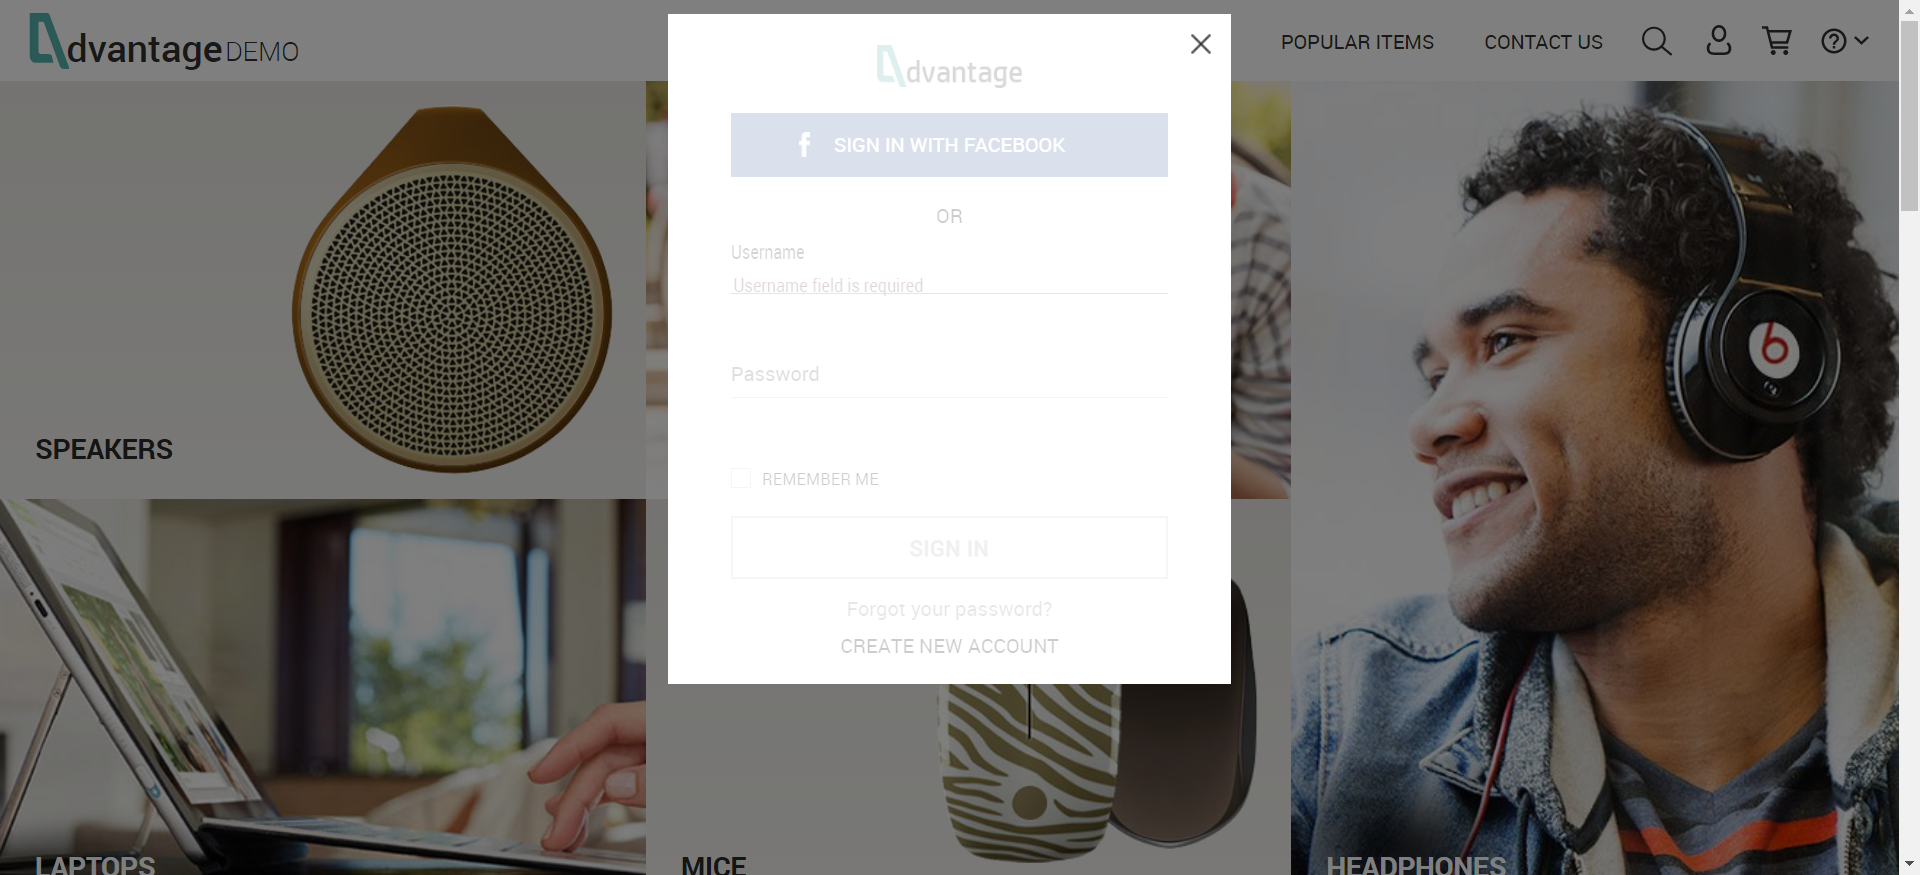 dvantage DEMO
POPULAR ITEMS
CONTACT US
dvantage
SIGN IN WITH FACEBOOK
OR
Username
Username field is required
Password
REMEMBER ME
SIGN IN
Forgot your password?
CREATE NEW ACCOUNT
SPEAKERS
LAPTOPS
MICE
HEADPHONES